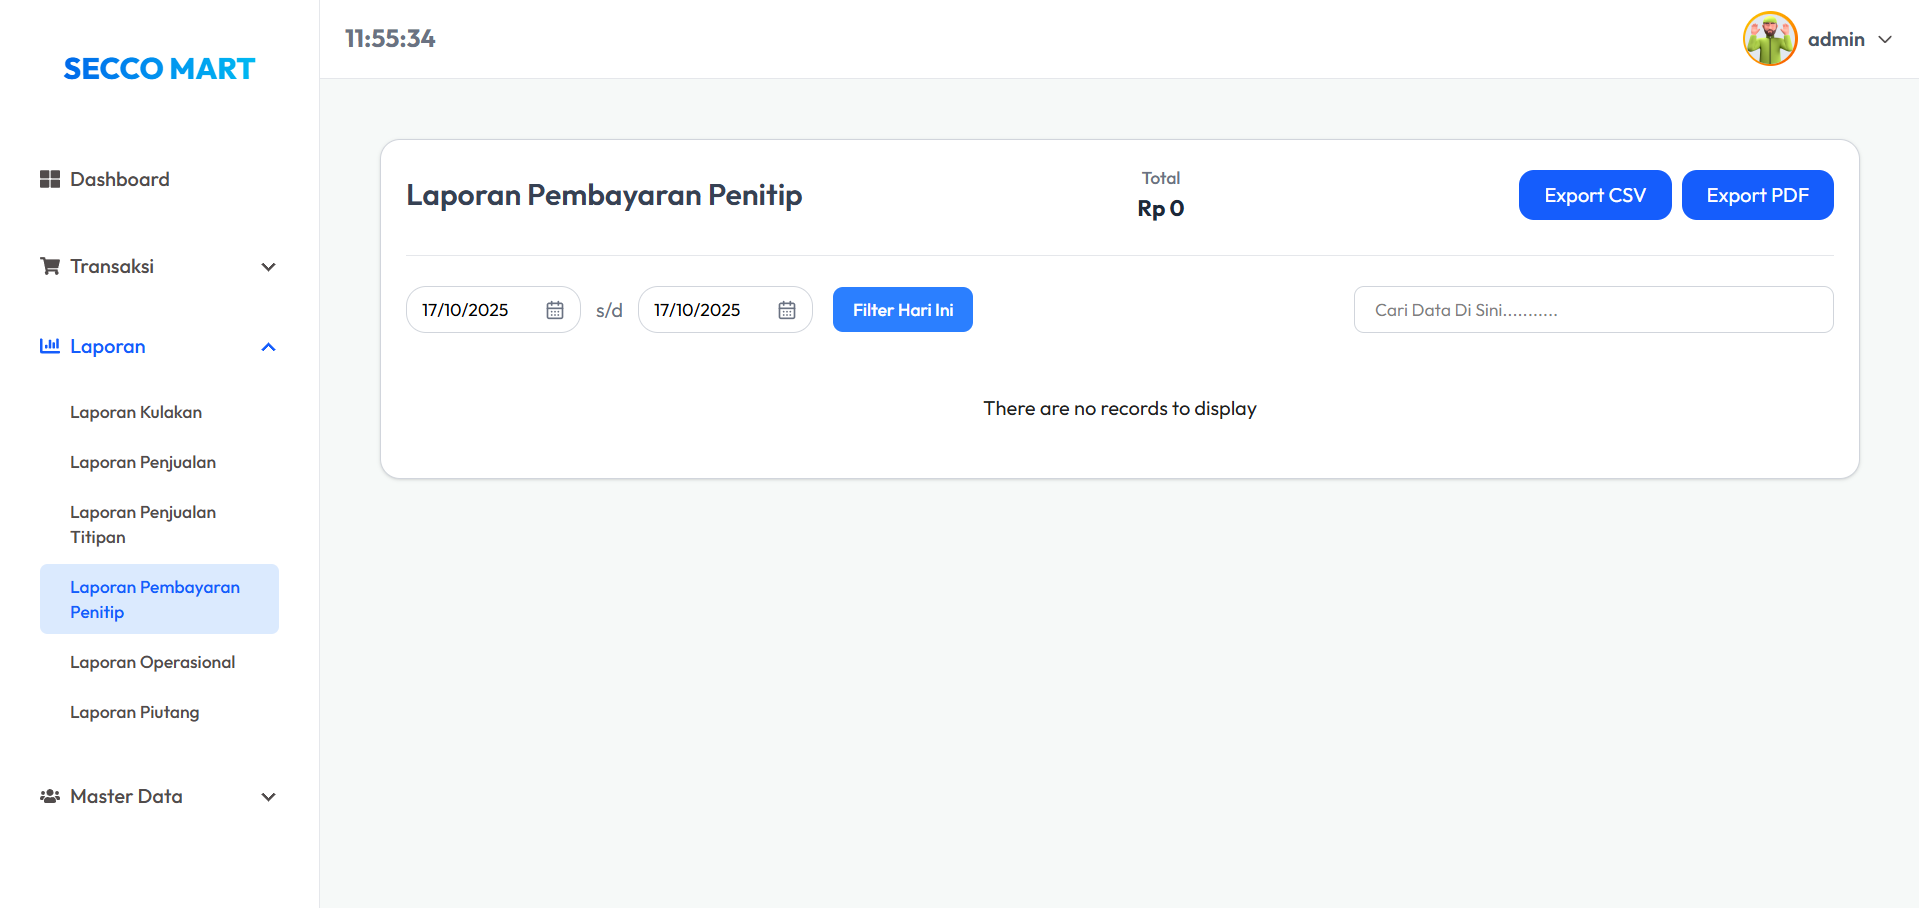 SECCO MART
11:55:34
admin
Dashboard
Transaksi
Laporan
Laporan Kulakan
Laporan Penjualan
Laporan Penjualan
Titipan
Laporan Pembayaran
Penitip
Laporan Operasional
Laporan Piutang
Master Data
Laporan Pembayaran Penitip
Total
Rp 0
Export CSV
Export PDF
17/10/2025
s/d
17/10/2025
Filter Hari Ini
Cari Data Di Sini...........
There are no records to display